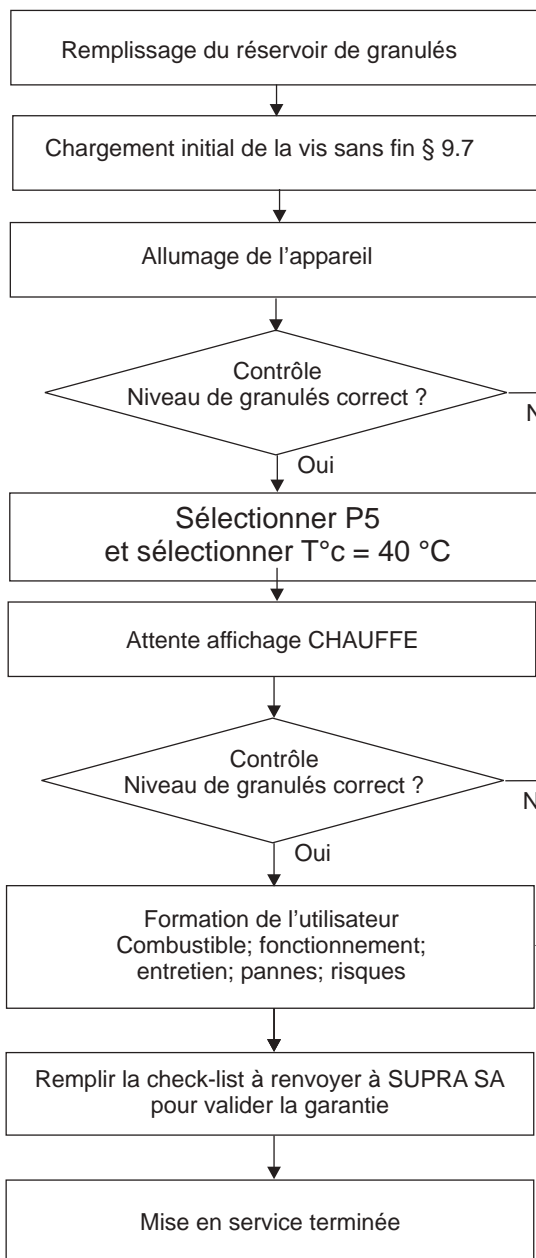 Remplissage du réservoir de granulés
Chargement initial de la vis sans fin § 9.7
Allumage de l'appareil
Contrôle
Niveau de granulés correct ?
N
Oui
Sélectionner P5
et sélectionner T°c = 40 °C
Attente affichage CHAUFFE
Contrôle
Niveau de granulés correct ?
N
Oui
Formation de l'utilisateur
Combustible; fonctionnement;
entretien; pannes; risques
Remplir la check-list à renvoyer à SUPRA SA
pour valider la garantie
Mise en service terminée